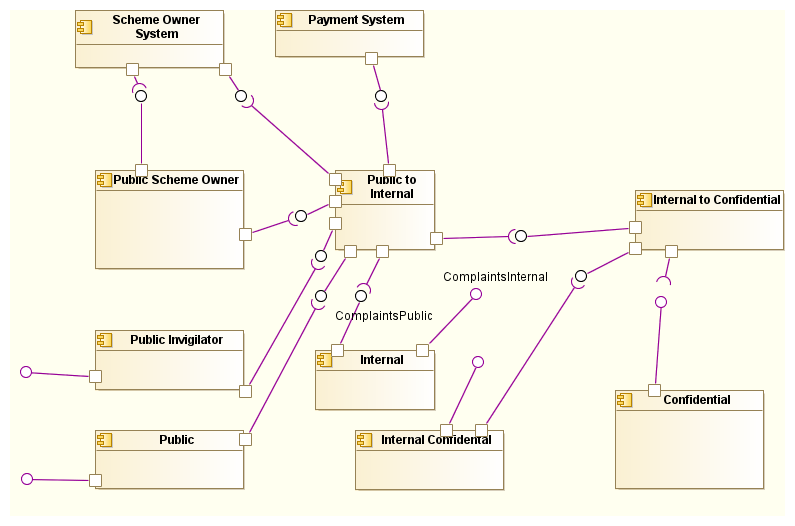 Scheme Owner
System
Payment System
Public Scheme Owner
Public to
Internal
Internal to Confidential
ComplaintsInternal
ComplaintsPublic
Public Invigilator
Internal
Confidential
Public
Internal Confidental